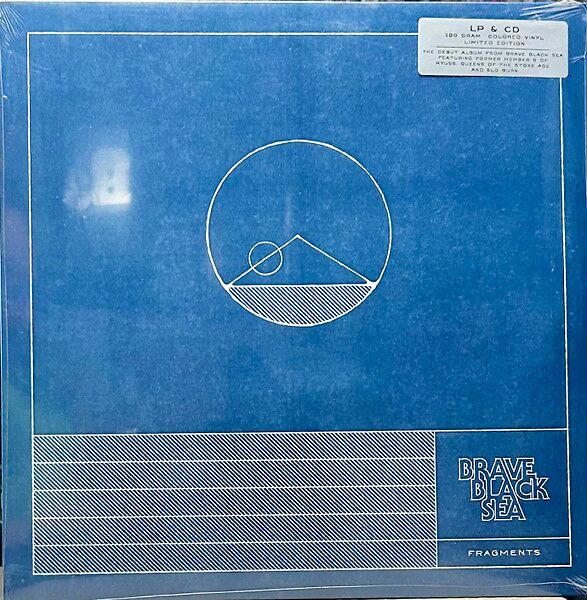 LP & CD
180 GRAM COLORED VINYL
LIMITED EDITION
THE DEBUT ALBUM FROM BRAVE BLACK SEA
FEATURING FORMER MEMBER S OF
KYUSS, QUEENS OF THE STONE AGE
AND SLO BURN
BRAVE
BLACK
SEA
FRAGMENTS